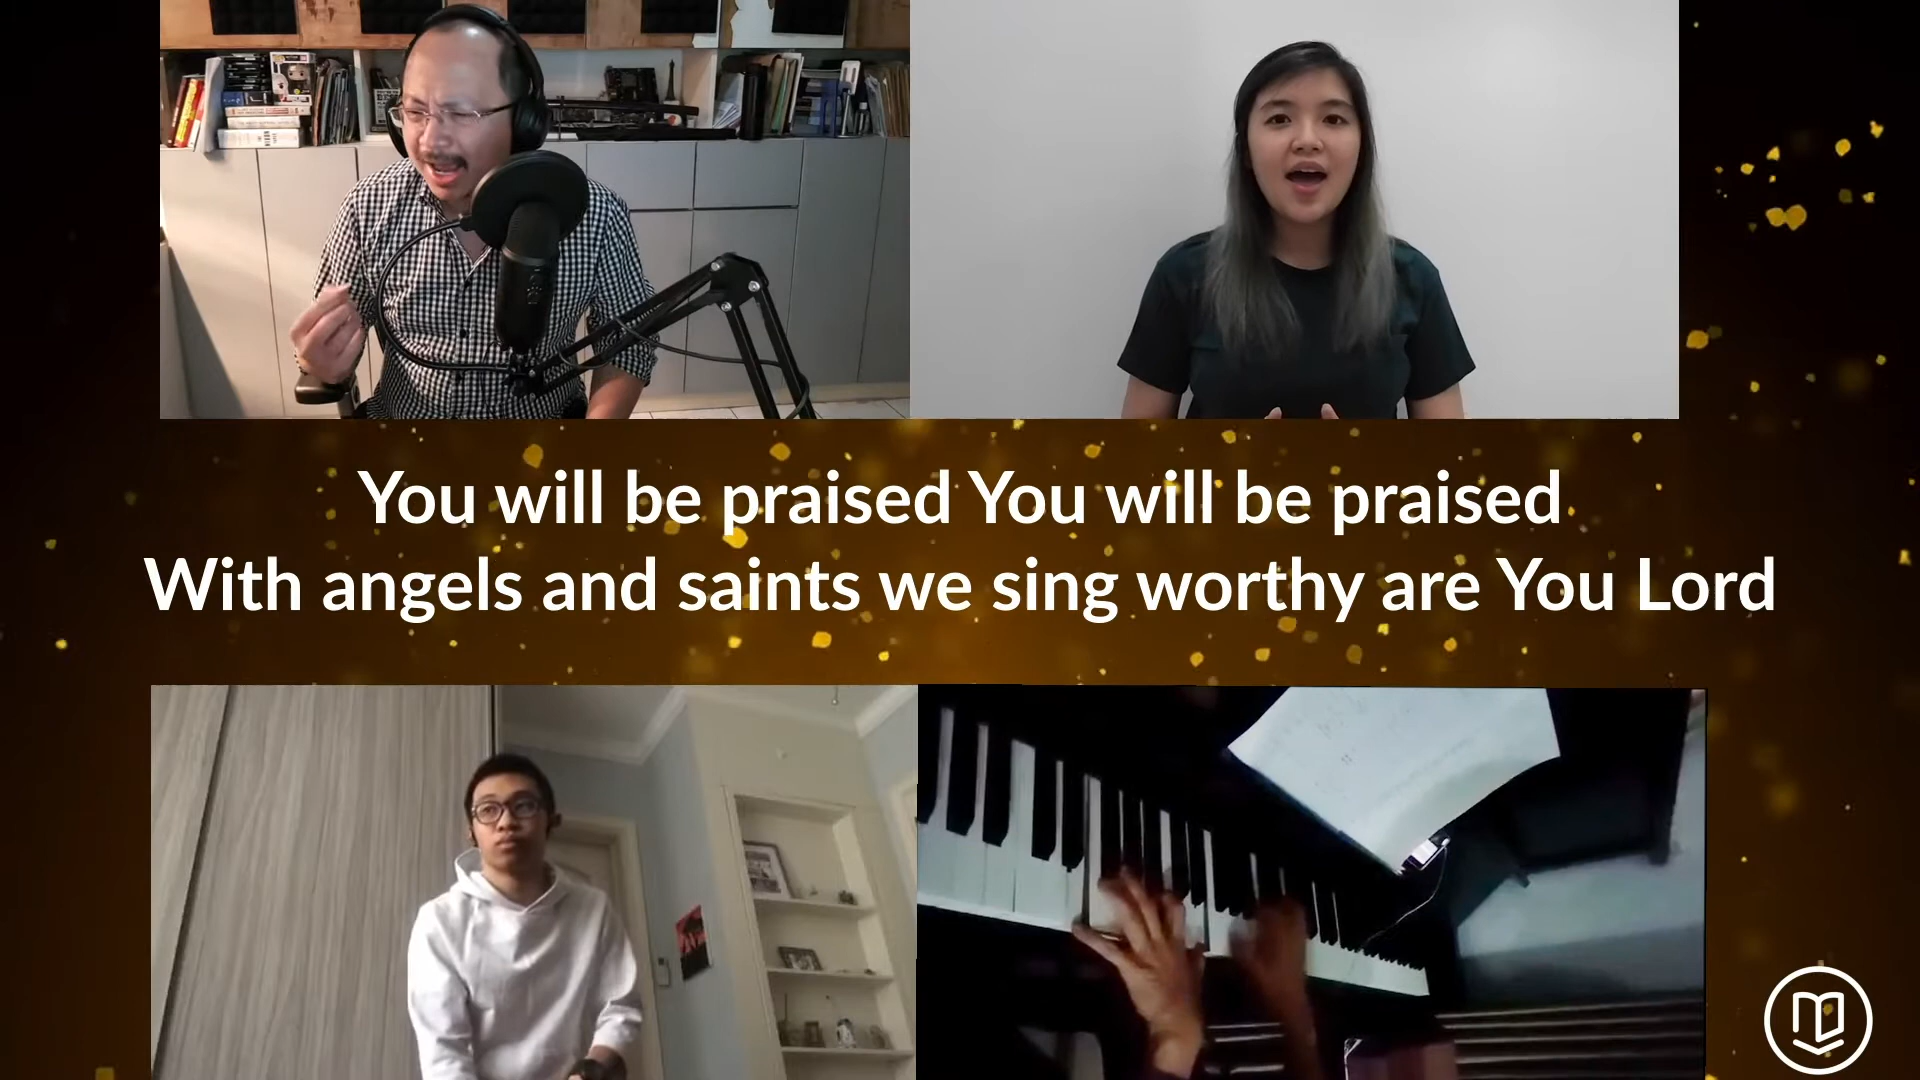 You will be praised You will be praised
With angels and saints we sing worthy are You Lord